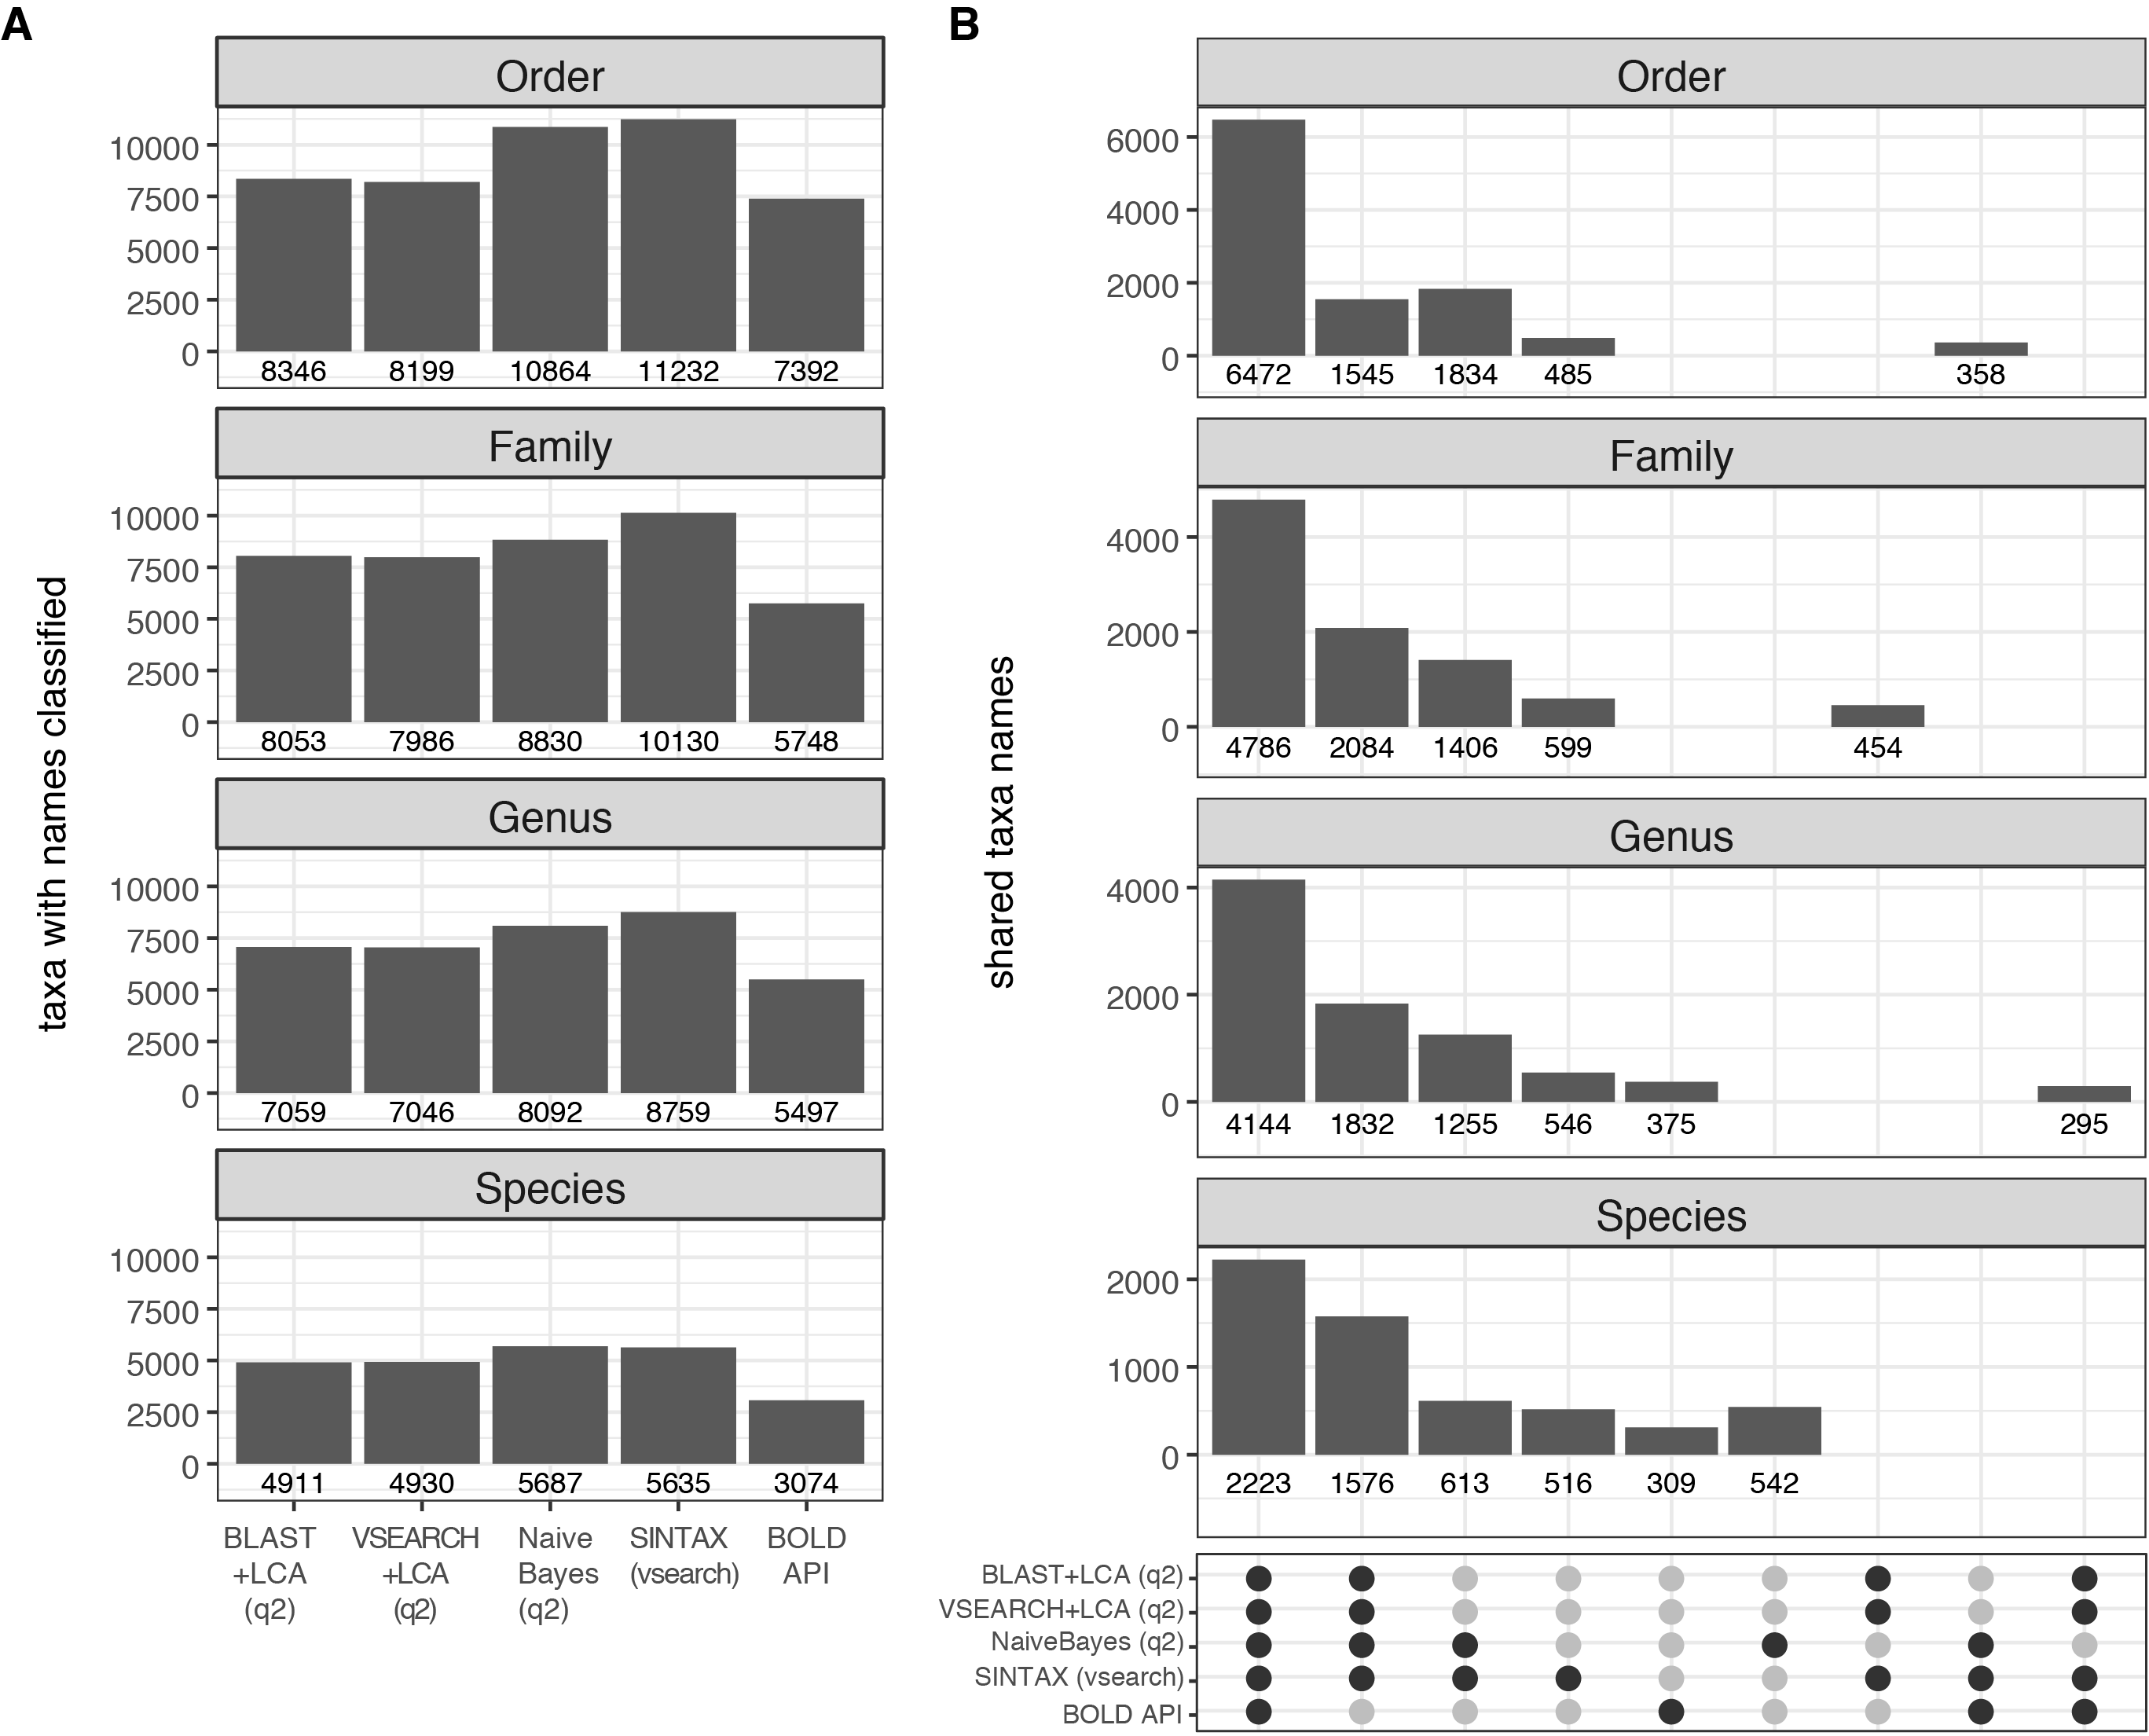 A
Order
10000
7500
5000
2500
0
8346 8199 10864 11232 7392
Family
10000
7500
5000
2500
0
8053 7986 8830 10130 5748
Genus
10000
7500
5000
2500
0
7059 7046 8092 8759 5497
Species
10000
7500
5000
2500
0
4911 4930 5687 5635 3074
BLAST +LCA (q2)
VSEARCH +LCA (q2)
Naive Bayes (q2)
SINTAX (vsearch)
BOLD API
taxa with names classified
B
Order
6000
4000
2000
0
6472 1545 1834 485 358
Family
4000
2000
0
4786 2084 1406 599 454
Genus
4000
2000
0
4144 1832 1255 546 375 295
Species
2000
1000
0
2223 1576 613 516 309 542
shared taxa names
BLAST+LCA (q2)
VSEARCH+LCA (q2)
NaiveBayes (q2)
SINTAX (vsearch)
BOLD API